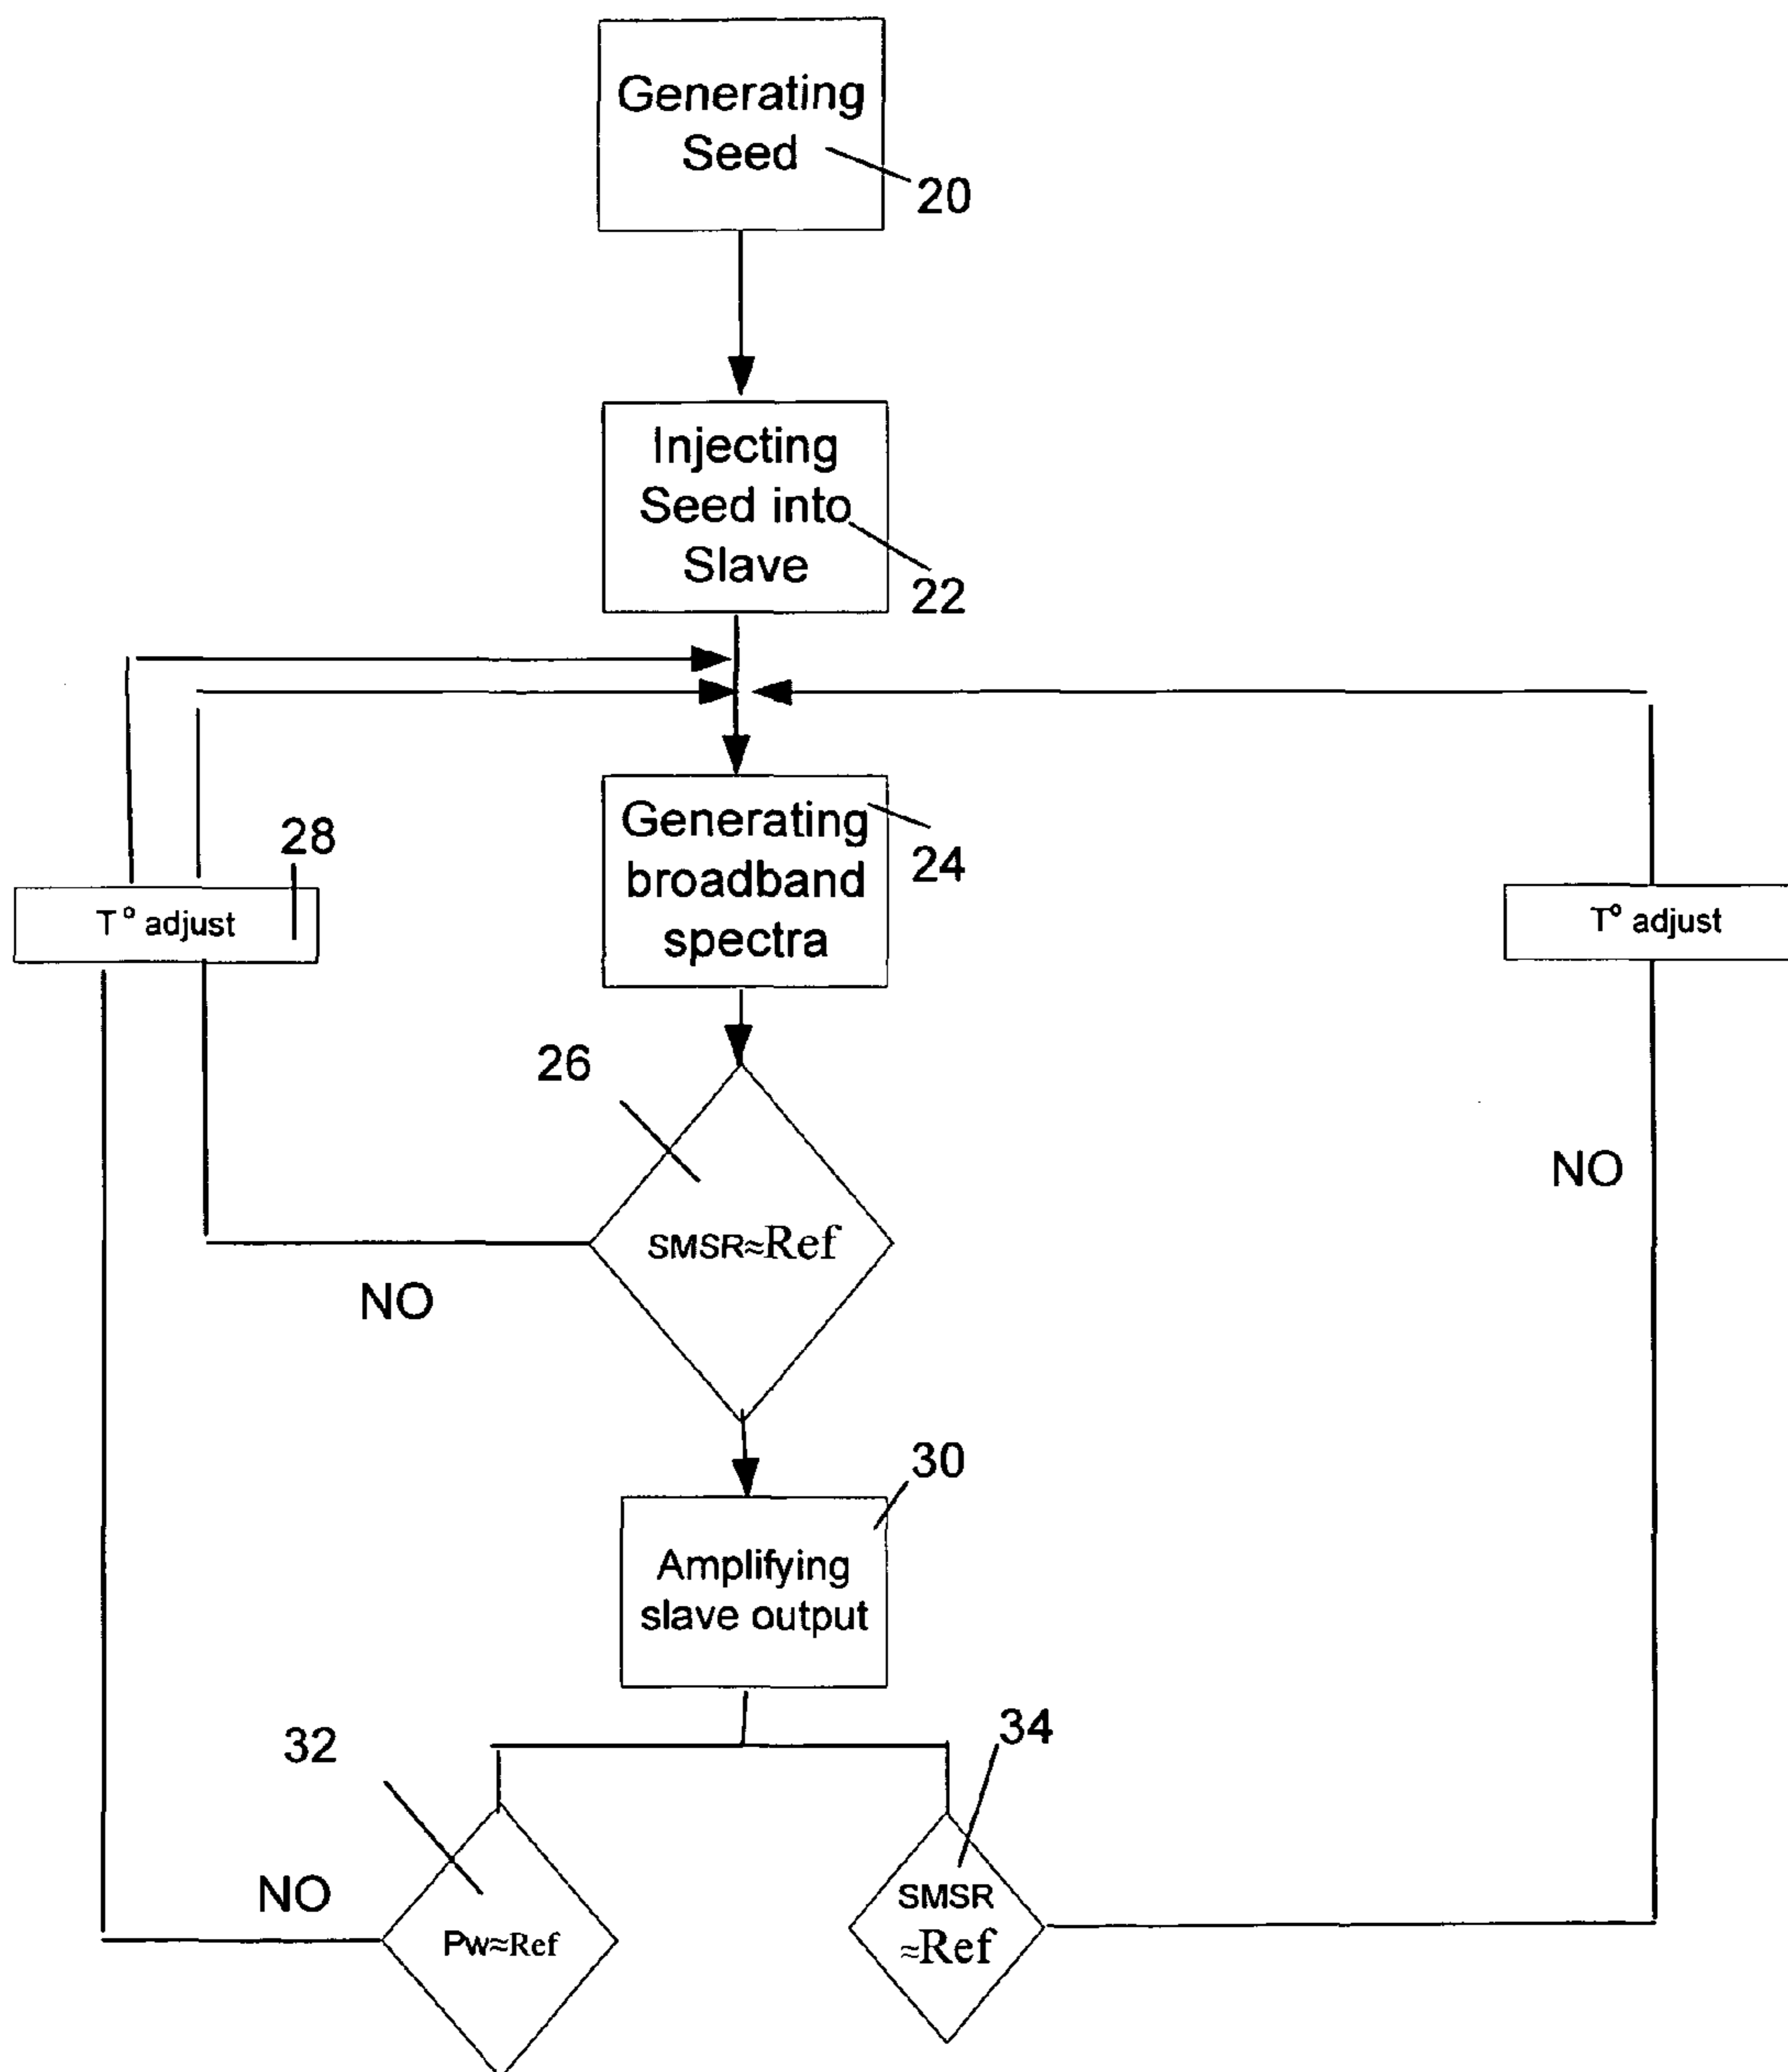 Generating
Seed
20
Injecting
Seed into
Slave
22
Generating
broadband
spectra
24
28
T° adjust
T° adjust
26
SMSR≈Ref
NO
NO
30
Amplifying
slave output
32
34
NO
Pw≈Ref
SMSR
≈Ref